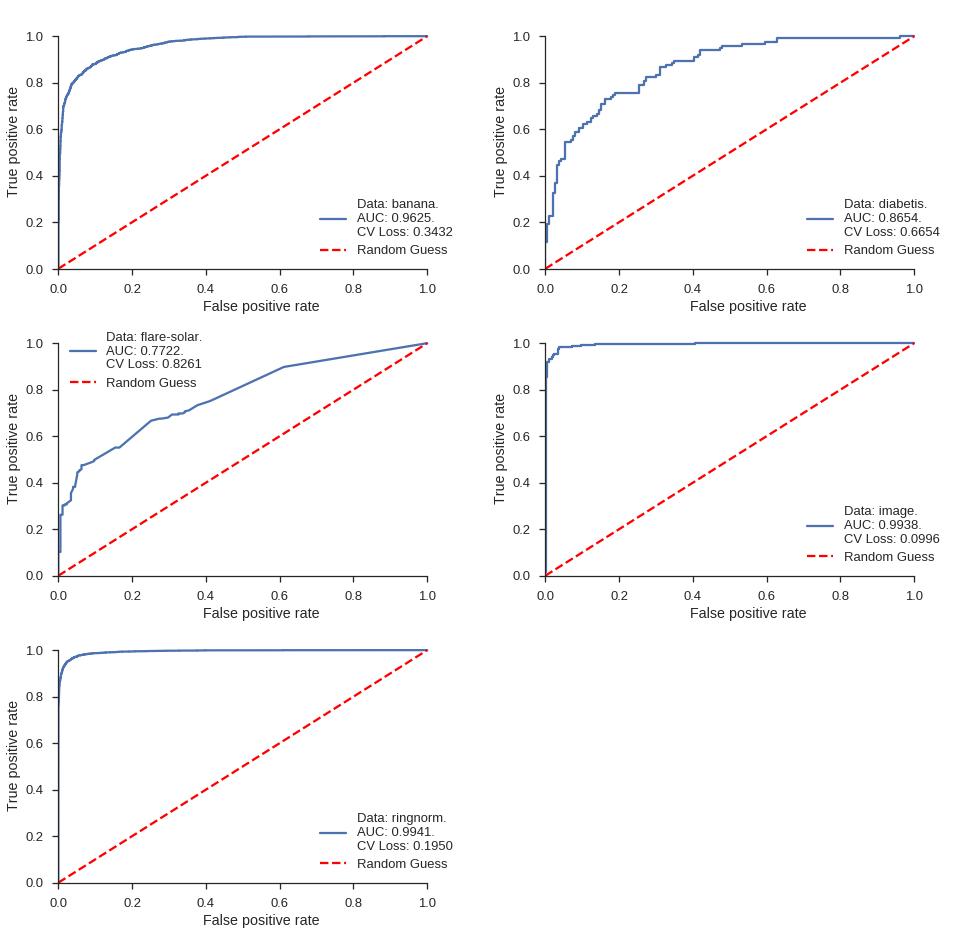 1.0
0.8
0.6
0.4
0.2
0.0
True positive rate
Data: banana.
AUC: 0.9625.
CV Loss: 0.3432
Random Guess
0.0 0.2 0.4 0.6 0.8 1.0
False positive rate
1.0
0.8
0.6
0.4
0.2
0.0
True positive rate
Data: diabetis.
AUC: 0.8654.
CV Loss: 0.6654
Random Guess
0.0 0.2 0.4 0.6 0.8 1.0
False positive rate
1.0
0.8
0.6
0.4
0.2
0.0
True positive rate
Data: flare-solar.
AUC: 0.7722.
CV Loss: 0.8261
Random Guess
0.0 0.2 0.4 0.6 0.8 1.0
False positive rate
1.0
0.8
0.6
0.4
0.2
0.0
True positive rate
Data: image.
AUC: 0.9938.
CV Loss: 0.0996
Random Guess
0.0 0.2 0.4 0.6 0.8 1.0
False positive rate
1.0
0.8
0.6
0.4
0.2
0.0
True positive rate
Data: ringnorm.
AUC: 0.9941.
CV Loss: 0.1950
Random Guess
0.0 0.2 0.4 0.6 0.8 1.0
False positive rate